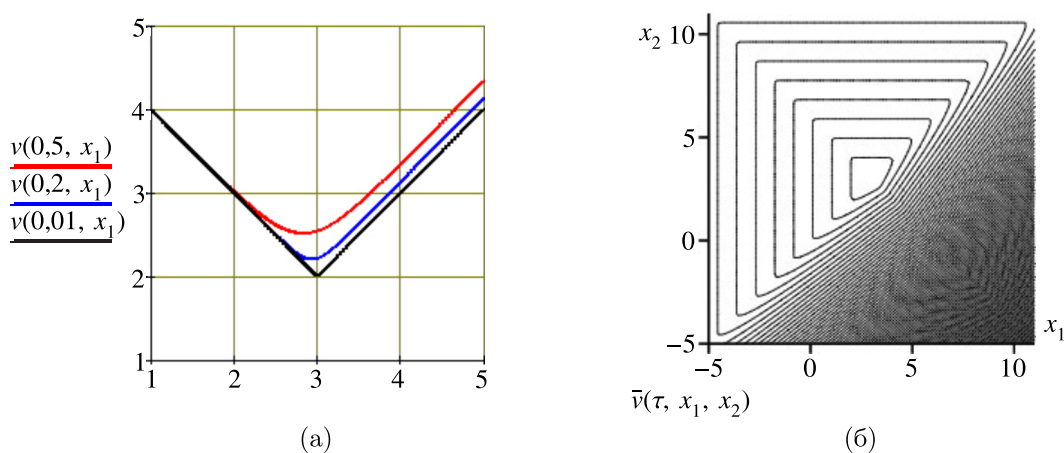 5
4
3
2
1
1 2 3 4 5
v(0,5, x₁)
v(0,2, x₁)
v(0,01, x₁)
(а)
x₂ 10
5
0
−5
−5 0 5 10
x₁
v̄(τ, x₁, x₂)
(б)